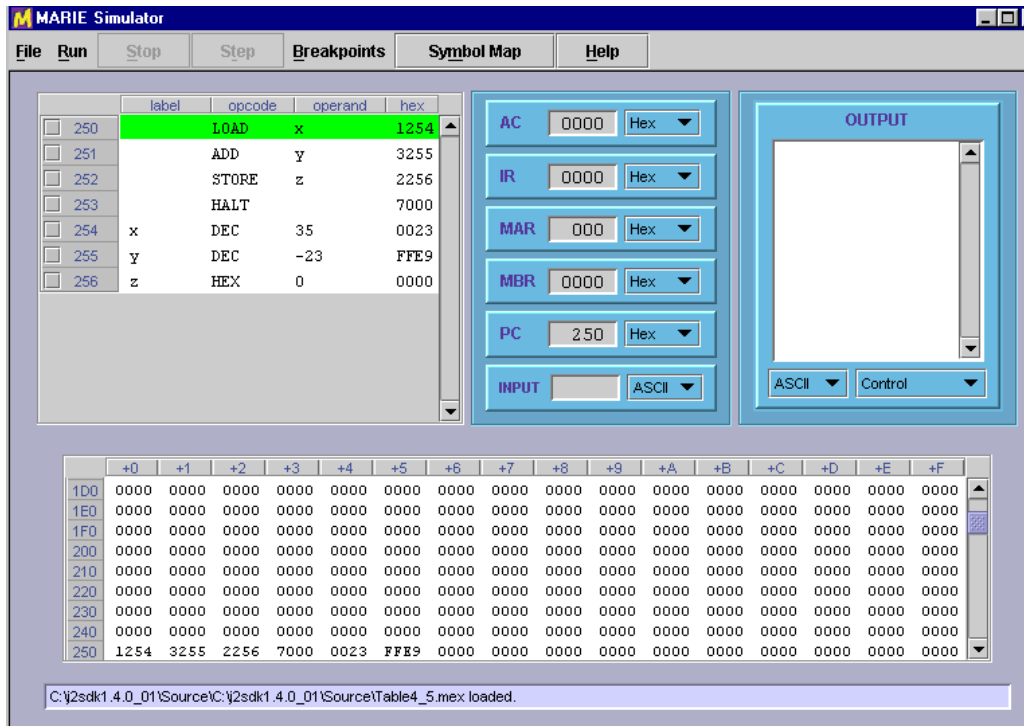 MARIE Simulator
File Run Stop Step Breakpoints Symbol Map Help
label opcode operand hex
250 LOAD x 1254
251 ADD y 3255
252 STORE z 2256
253 HALT 7000
254 x DEC 35 0023
255 y DEC -23 FFE9
256 z HEX 0 0000
AC 0000 Hex
IR 0000 Hex
MAR 000 Hex
MBR 0000 Hex
PC 250 Hex
INPUT ASCII
OUTPUT
ASCII Control
+0 +1 +2 +3 +4 +5 +6 +7 +8 +9 +A +B +C +D +E +F
1D0 0000 0000 0000 0000 0000 0000 0000 0000 0000 0000 0000 0000 0000 0000 0000 0000
1E0 0000 0000 0000 0000 0000 0000 0000 0000 0000 0000 0000 0000 0000 0000 0000 0000
1F0 0000 0000 0000 0000 0000 0000 0000 0000 0000 0000 0000 0000 0000 0000 0000 0000
200 0000 0000 0000 0000 0000 0000 0000 0000 0000 0000 0000 0000 0000 0000 0000 0000
210 0000 0000 0000 0000 0000 0000 0000 0000 0000 0000 0000 0000 0000 0000 0000 0000
220 0000 0000 0000 0000 0000 0000 0000 0000 0000 0000 0000 0000 0000 0000 0000 0000
230 0000 0000 0000 0000 0000 0000 0000 0000 0000 0000 0000 0000 0000 0000 0000 0000
240 0000 0000 0000 0000 0000 0000 0000 0000 0000 0000 0000 0000 0000 0000 0000 0000
250 1254 3255 2256 7000 0023 FFE9 0000 0000 0000 0000 0000 0000 0000 0000 0000 0000
C:\j2sdk1.4.0_01\Source\C:\j2sdk1.4.0_01\Source\Table4_5.mex loaded.